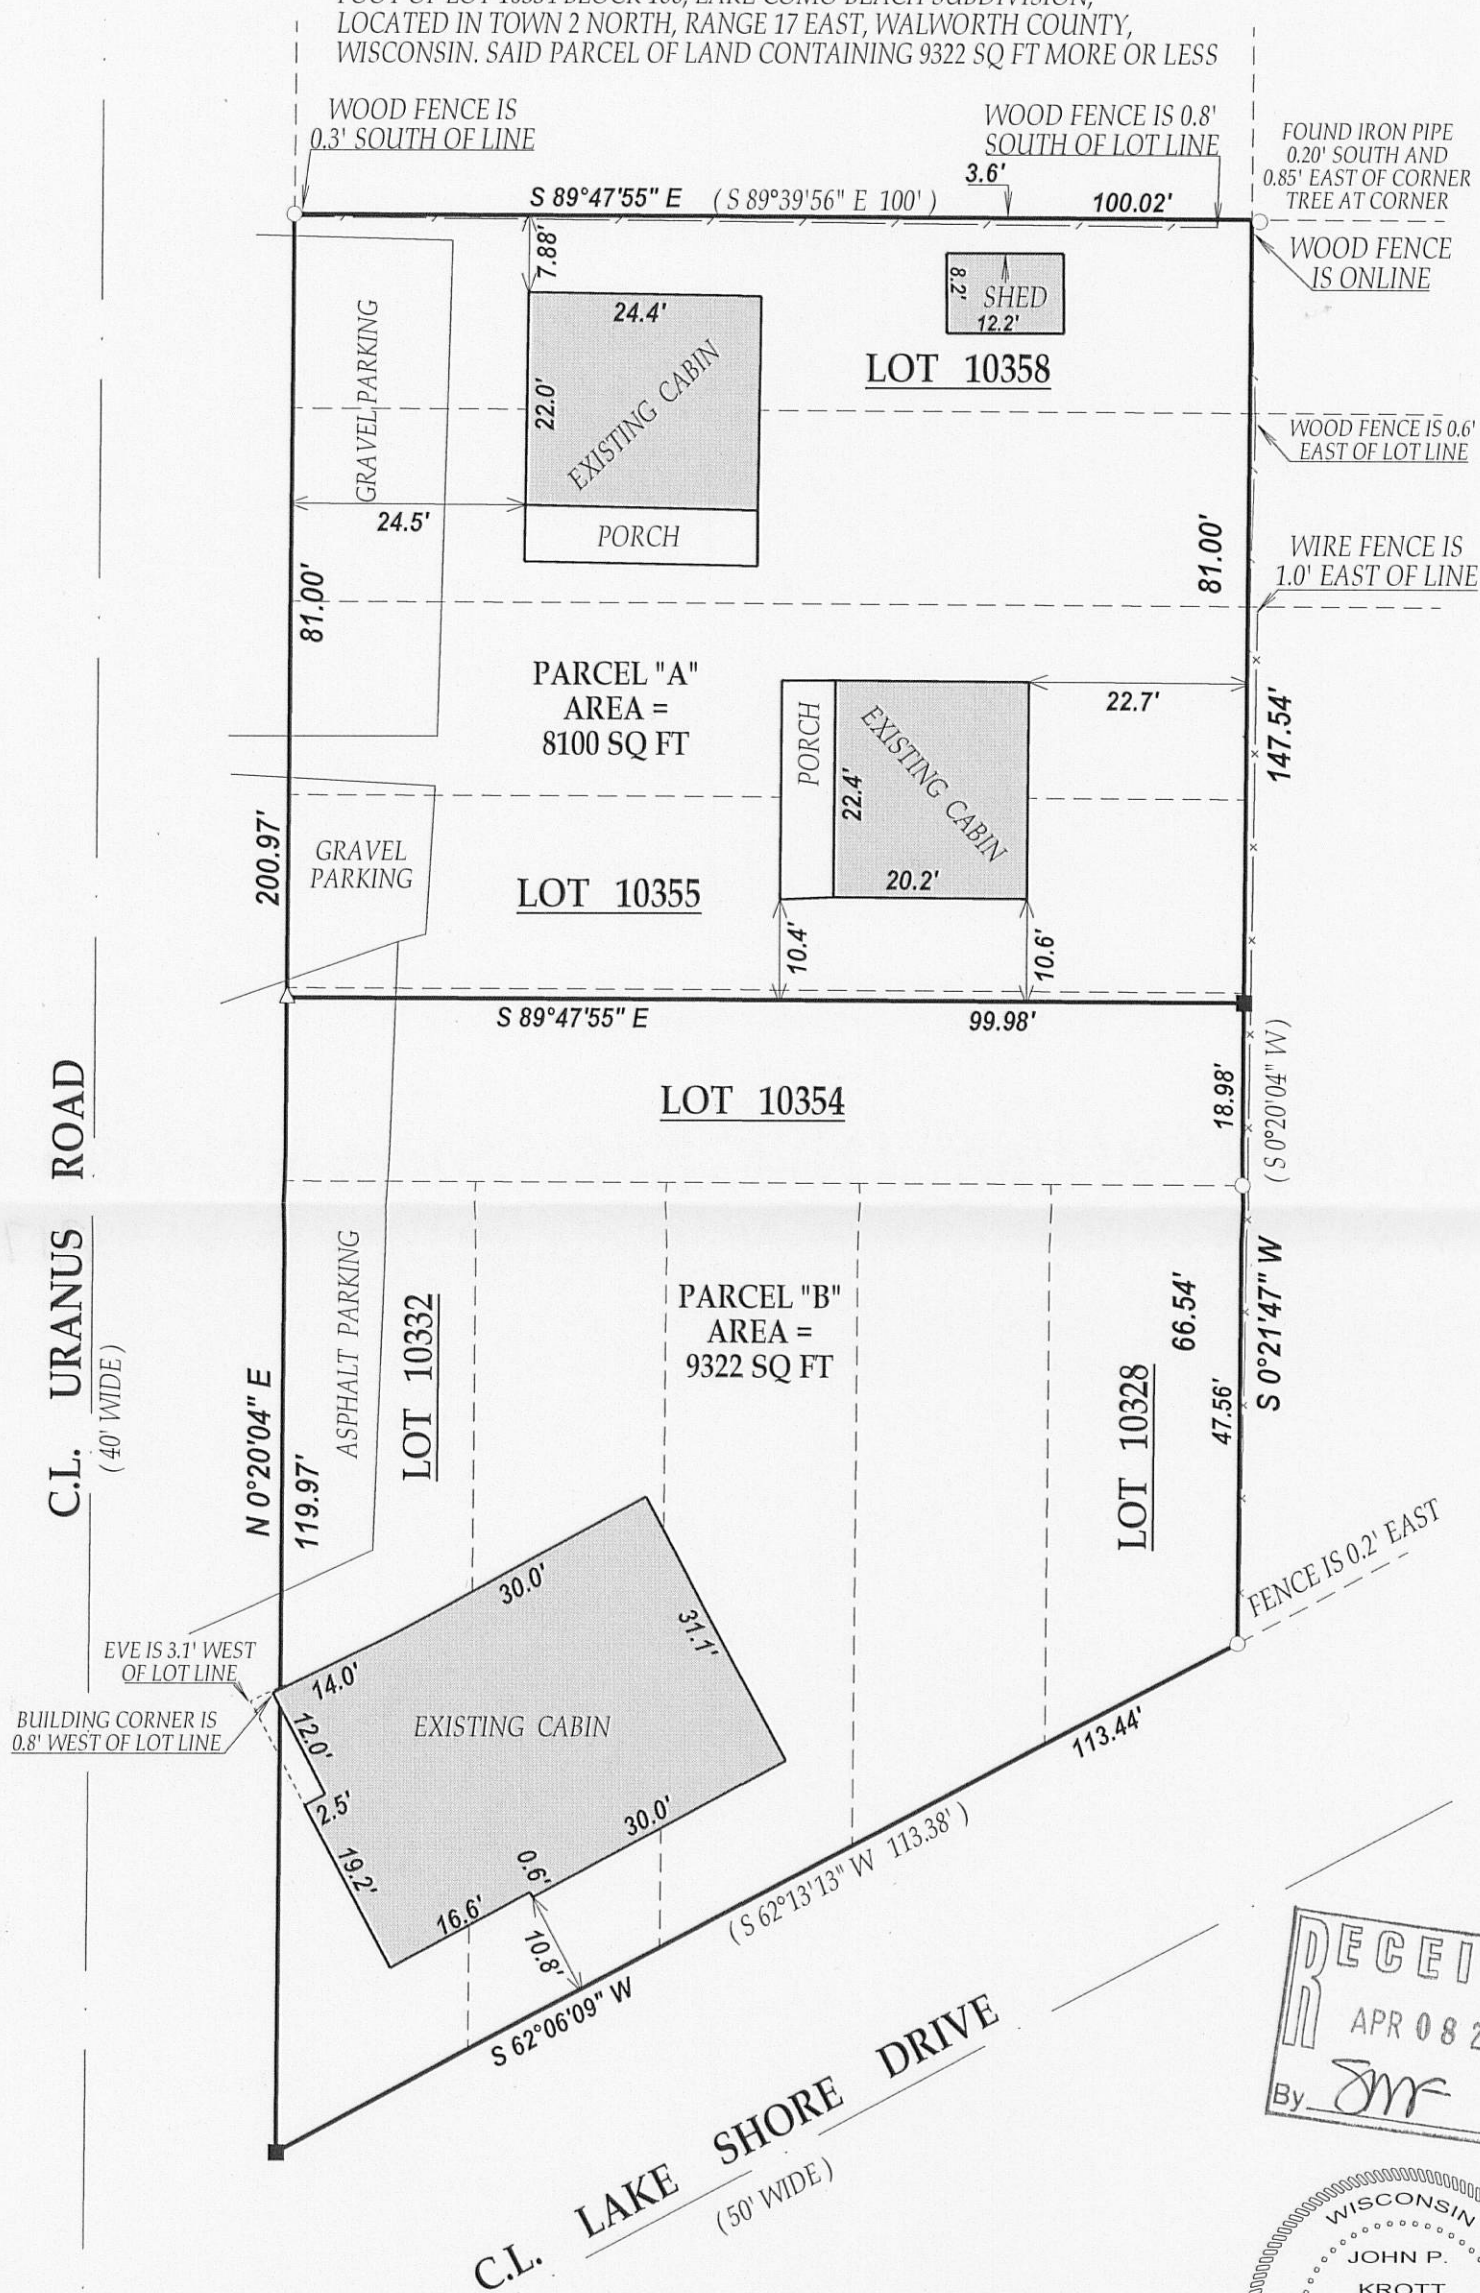 LOCATED IN TOWN 2 NORTH, RANGE 17 EAST, WALWORTH COUNTY,
WISCONSIN. SAID PARCEL OF LAND CONTAINING 9322 SQ FT MORE OR LESS
WOOD FENCE IS
0.3' SOUTH OF LINE
WOOD FENCE IS 0.8'
SOUTH OF LOT LINE
FOUND IRON PIPE
0.20' SOUTH AND
0.85' EAST OF CORNER
TREE AT CORNER
3.6'
S 89°47'55" E
( S 89°39'56" E 100' )
100.02'
WOOD FENCE
IS ONLINE
7.88'
24.4'
22.0'
EXISTING CABIN
PORCH
8.2'
SHED
12.2'
LOT 10358
GRAVEL PARKING
24.5'
WOOD FENCE IS 0.6'
EAST OF LOT LINE
81.00'
81.00'
WIRE FENCE IS
1.0' EAST OF LINE
PARCEL "A"
AREA =
8100 SQ FT
PORCH
22.4'
EXISTING CABIN
20.2'
22.7'
147.54'
200.97'
GRAVEL
PARKING
LOT 10355
10.4'
10.6'
S 89°47'55" E
99.98'
LOT 10354
18.98'
( S 0°20'04" W )
C.L. URANUS ROAD
( 40' WIDE )
ASPHALT PARKING
LOT 10332
PARCEL "B"
AREA =
9322 SQ FT
66.54'
LOT 10328
47.56'
S 0°21'47" W
N 0°20'04" E
119.97'
FENCE IS 0.2' EAST
30.0'
31.1'
EVE IS 3.1' WEST
OF LOT LINE
14.0'
BUILDING CORNER IS
0.8' WEST OF LOT LINE
12.0'
EXISTING CABIN
2.5'
19.2'
30.0'
0.6'
16.6'
10.8'
113.44'
( S 62°13'13" W 113.38' )
S 62°06'09" W
C.L. LAKE SHORE DRIVE
( 50' WIDE )
RECEI
APR 08 2
By
WISCONSIN
JOHN P.
KROTT